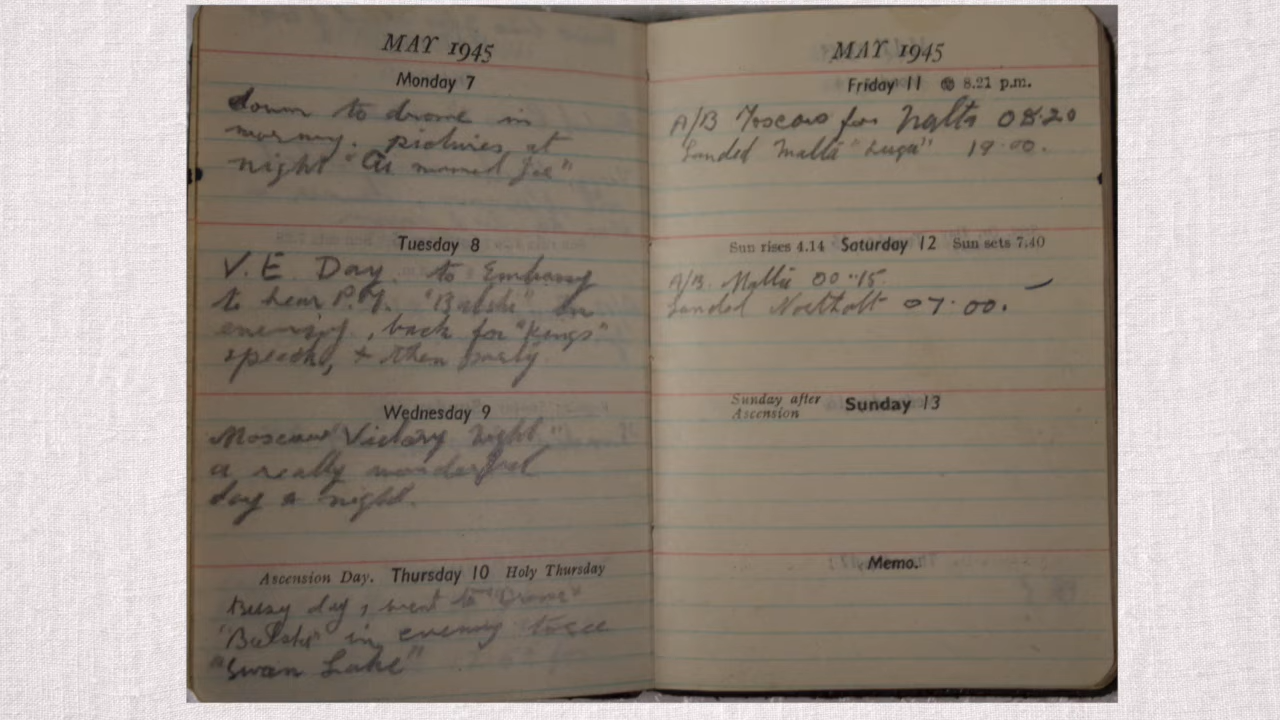 MAY 1945
Monday 7
down to drome in
morning. pictures at
night "A named Joe"
Tuesday 8
V.E. Day. to Embassy
to hear P.M. "Balshi" in
evening, back for "Kings"
speech, & then party
Wednesday 9
Moscow "Victory Night"
a really wonderful
day & night.
Ascension Day. Thursday 10 Holy Thursday
Busy day, went to "Drome"
"Balshi" in evening to see
"Swan Lake"
MAY 1945
Friday 11 8.21 p.m.
A/B Moscow for Malta 08.20
Landed Malta "Luqa" 19.00.
Sun rises 4.14 Saturday 12 Sun sets 7.40
A/B. Malta 00.15.
Landed Northolt 07.00.
Sunday after
Ascension Sunday 13
Memo.